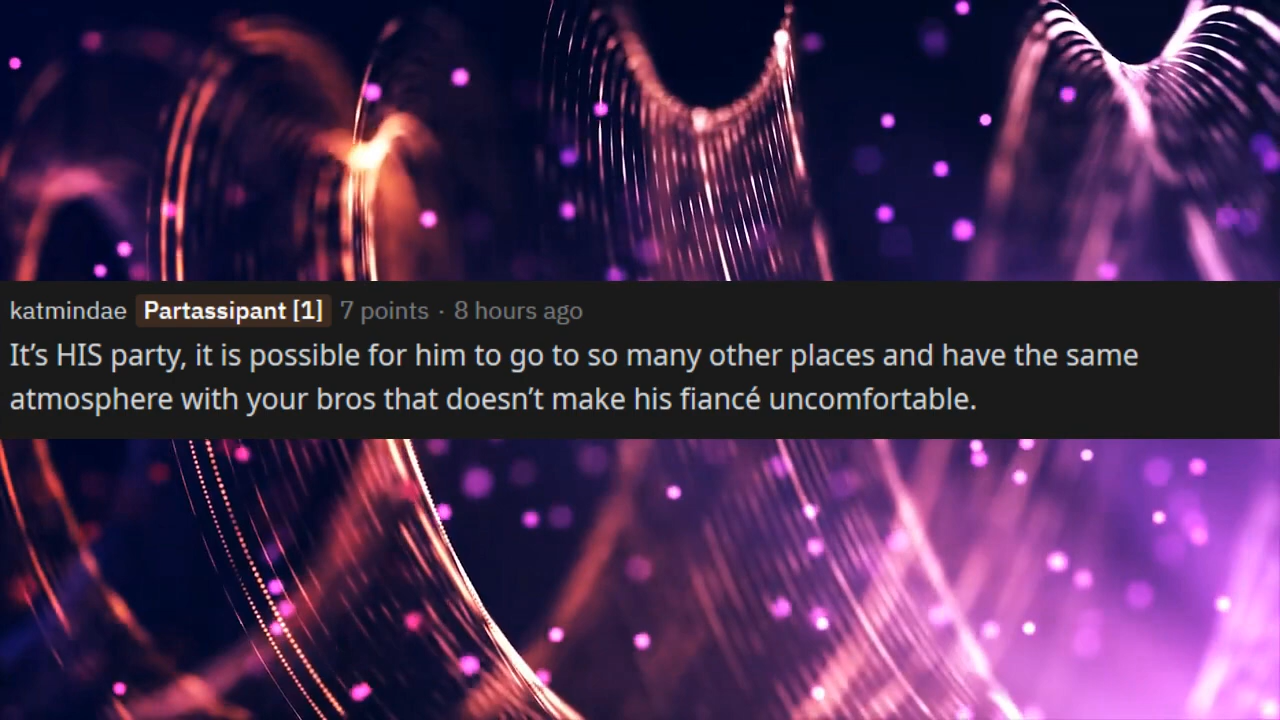 katmindae Partassipant [1] 7 points · 8 hours ago
It’s HIS party, it is possible for him to go to so many other places and have the same
atmosphere with your bros that doesn’t make his fiancé uncomfortable.